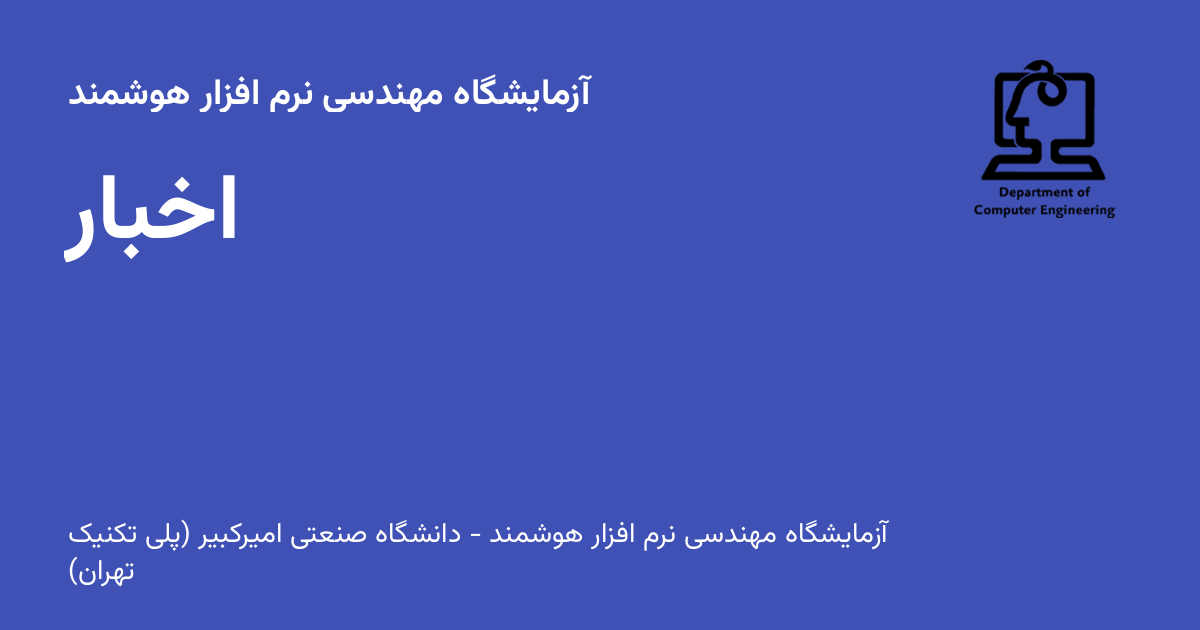 آزمایشگاه مهندسی نرم افزار هوشمند
اخبار
Department of
Computer Engineering
آزمایشگاه مهندسی نرم افزار هوشمند - دانشگاه صنعتی امیرکبیر (پلی تکنیک
تهران)